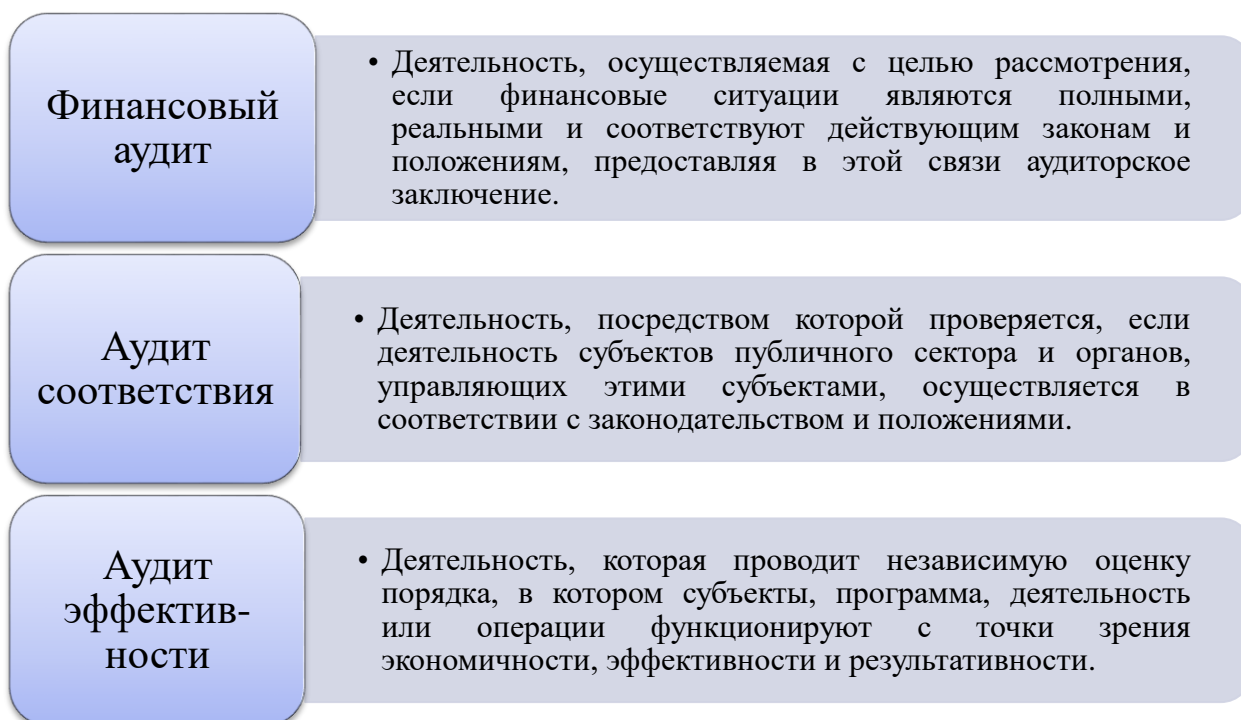 Финансовый
аудит
• Деятельность, осуществляемая с целью рассмотрения,
если финансовые ситуации являются полными,
реальными и соответствуют действующим законам и
положениям, предоставляя в этой связи аудиторское
заключение.
Аудит
соответствия
• Деятельность, посредством которой проверяется, если
деятельность субъектов публичного сектора и органов,
управляющих этими субъектами, осуществляется в
соответствии с законодательством и положениями.
Аудит
эффектив-
ности
• Деятельность, которая проводит независимую оценку
порядка, в котором субъекты, программа, деятельность
или операции функционируют с точки зрения
экономичности, эффективности и результативности.